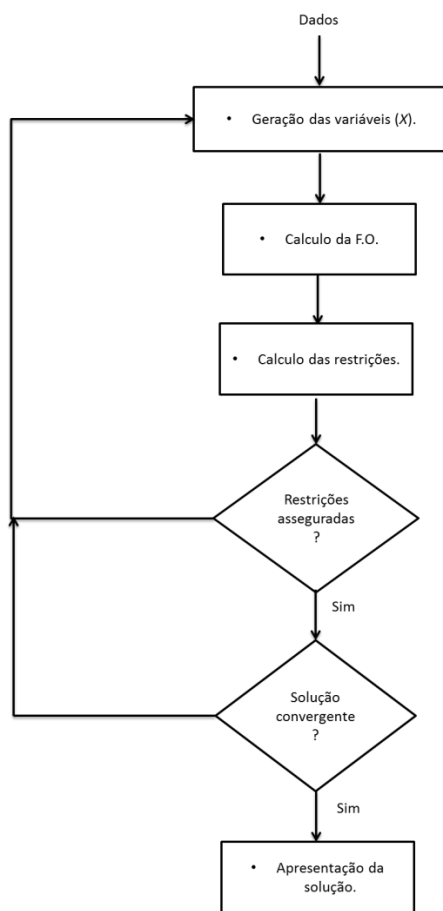 Dados
• Geração das variáveis (X).
• Calculo da F.O.
• Calculo das restrições.
Restrições
asseguradas
?
Sim
Solução
convergente
?
Sim
• Apresentação da
solução.